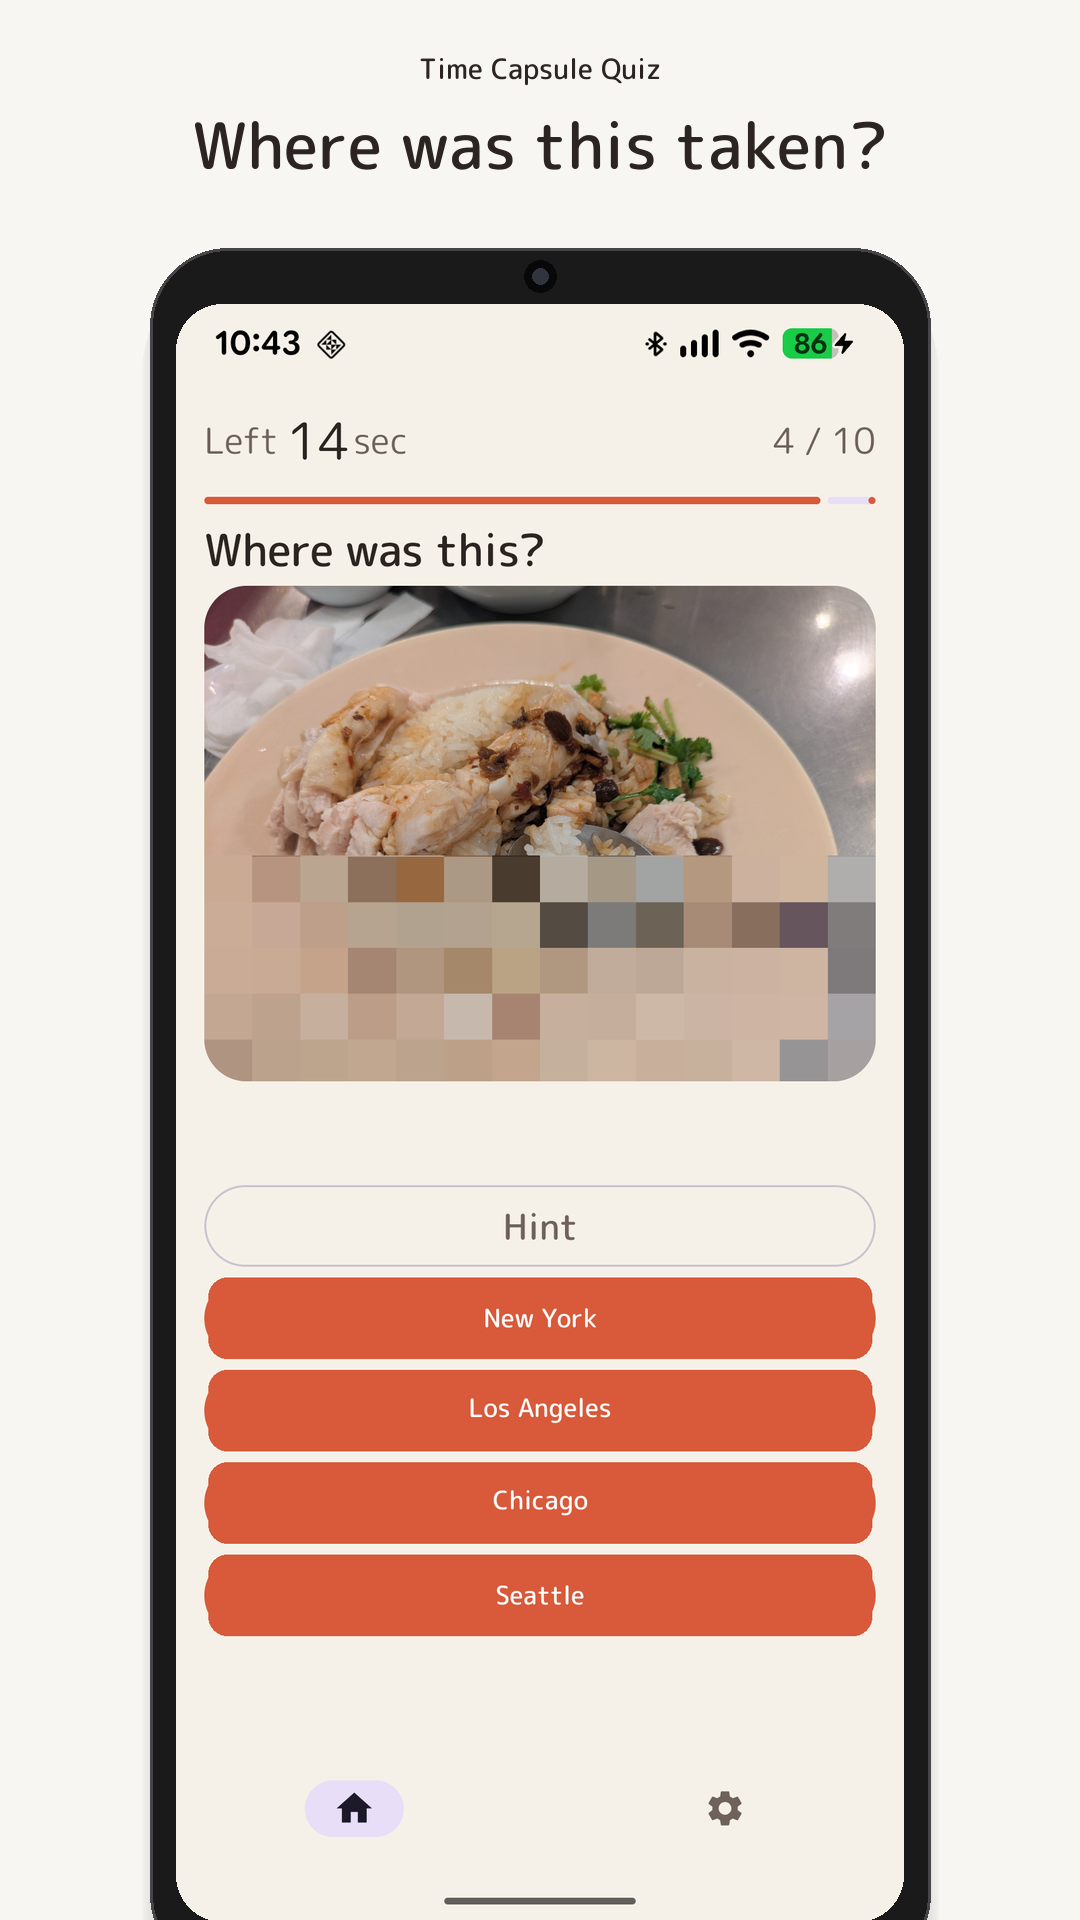 Time Capsule Quiz
Where was this taken?
10:43 86
Left 14 sec 4 / 10
Where was this?
Hint
New York
Los Angeles
Chicago
Seattle